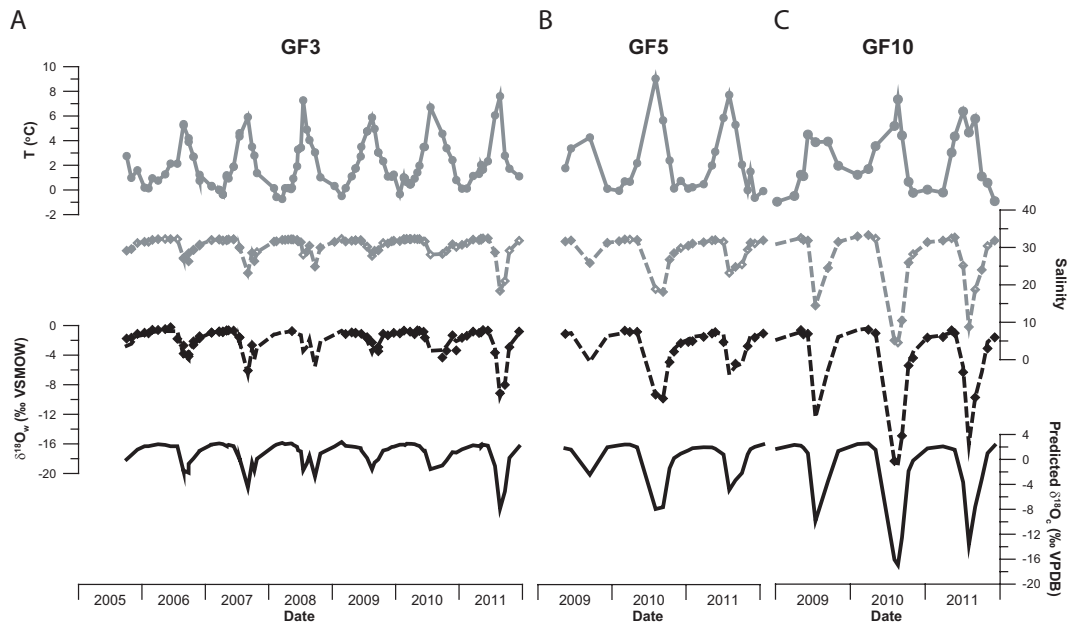 A
B
C
GF3
GF5
GF10
10
8
6
4
2
0
-2
T (ºC)
40
30
20
10
0
Salinity
0
-4
-8
-12
-16
-20
δ¹⁸Ow (‰ VSMOW)
4
0
-4
-8
-12
-16
-20
Predicted δ¹⁸Oc (‰ VPDB)
2005 2006 2007 2008 2009 2010 2011
2009 2010 2011
2009 2010 2011
Date
Date
Date